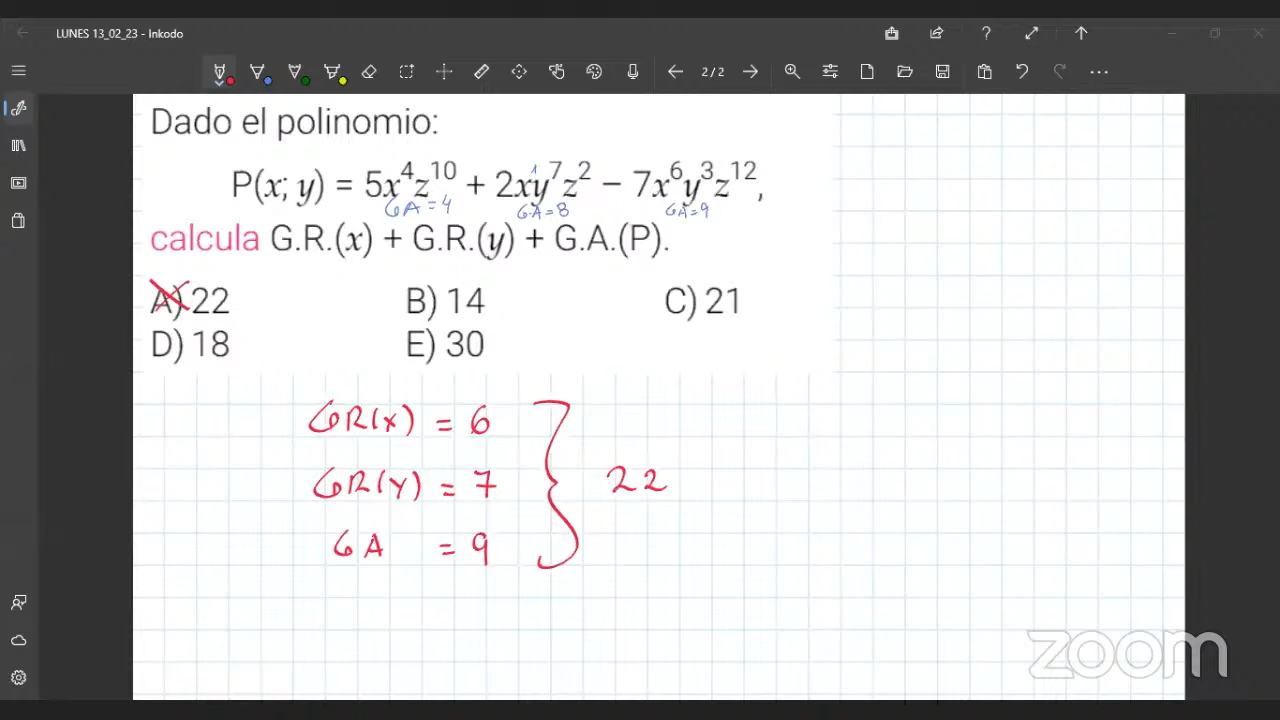 LUNES 13_02_23 - Inkodo
2/2
Dado el polinomio:
P(x; y) = 5x⁴z¹⁰ + 2x¹y⁷z² − 7x⁶y³z¹²,
GA = 4 G.A = 8 GA = 9
calcula G.R.(x) + G.R.(y) + G.A.(P).
A) 22 B) 14 C) 21
D) 18 E) 30
GR(x) = 6
GR(y) = 7
22
GA = 9
zoom